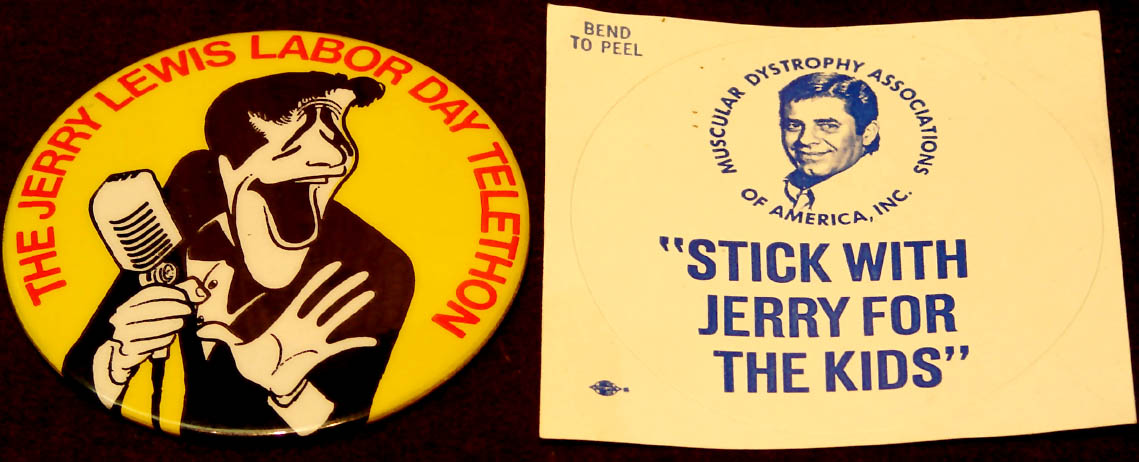 THE JERRY LEWIS LABOR DAY TELETHON
BEND
TO PEEL
MUSCULAR DYSTROPHY ASSOCIATIONS
OF AMERICA, INC.
"STICK WITH
JERRY FOR
THE KIDS"